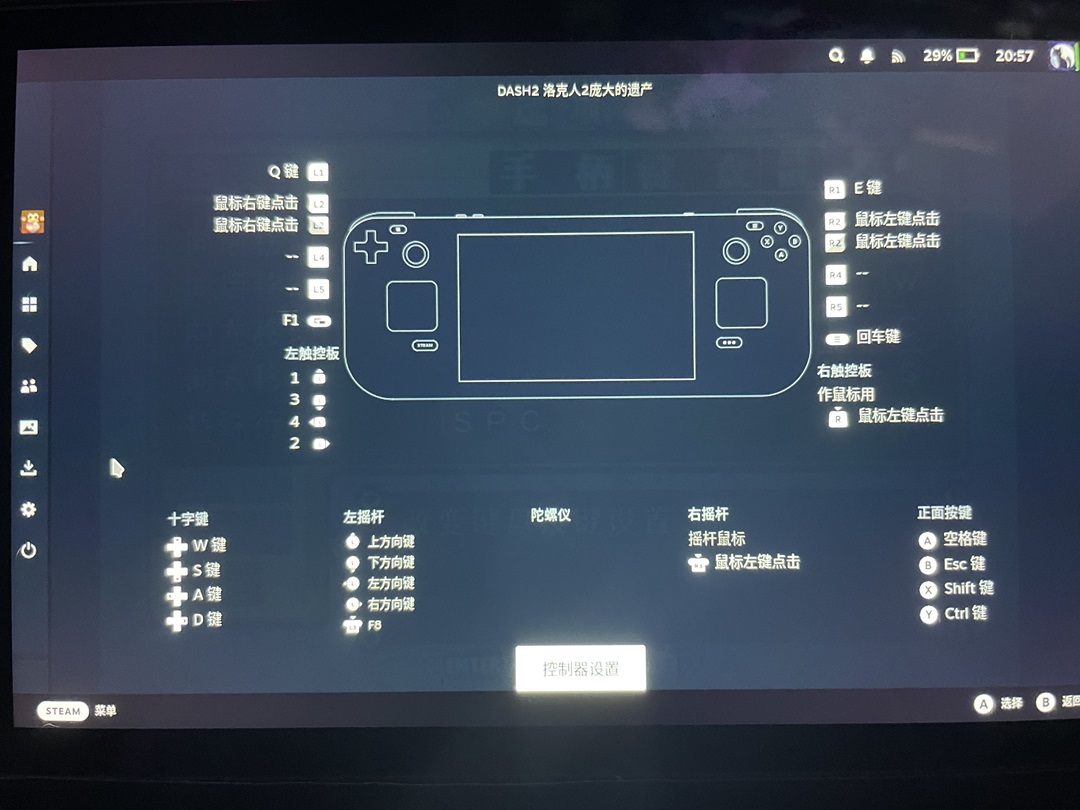 29% 20:57
DASH2 洛克人2庞大的遗产
Q 键 L1
鼠标右键点击 L2
鼠标右键点击 L2
-- L4
-- L5
F1
左触控板
1
3
4
2
STEAM
R1 E 键
R2 鼠标左键点击
R2 鼠标左键点击
R4 --
R5 --
回车键
右触控板
作鼠标用
R 鼠标左键点击
十字键
W 键
S 键
A 键
D 键
左摇杆
上方向键
下方向键
左方向键
右方向键
F8
陀螺仪
右摇杆
摇杆鼠标
鼠标左键点击
正面按键
A 空格键
B Esc 键
X Shift 键
Y Ctrl 键
控制器设置
STEAM 菜单
A 选择 B 返回